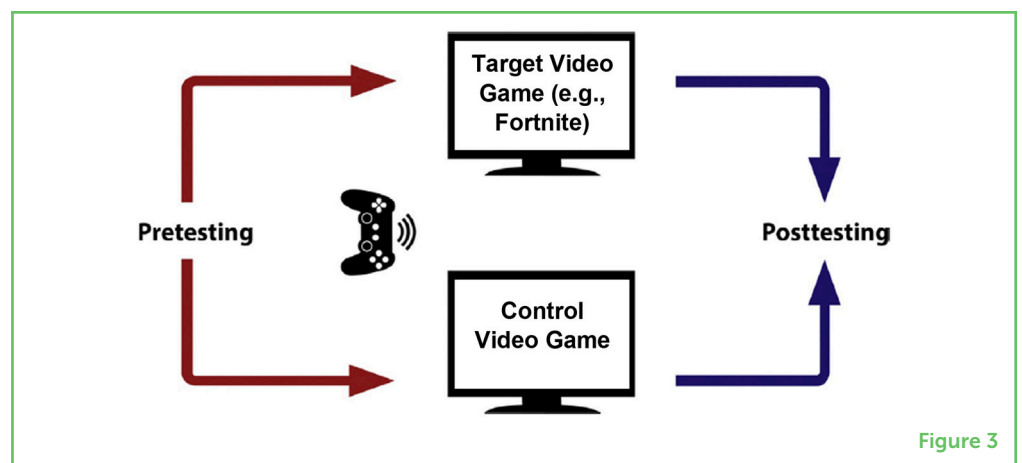 Target Video
Game (e.g.,
Fortnite)
Pretesting
Posttesting
Control
Video Game
Figure 3